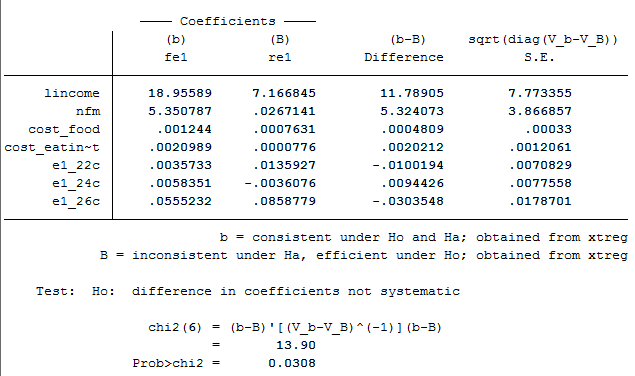 Coefficients
(b) (B) (b-B) sqrt(diag(V_b-V_B))
fe1 re1 Difference S.E.
lincome 18.95589 7.166845 11.78905 7.773355
nfm 5.350787 .0267141 5.324073 3.866857
cost_food .001244 .0007631 .0004809 .00033
cost_eatin~t .0020989 .0000776 .0020212 .0012061
e1_22c .0035733 .0135927 -.0100194 .0070829
e1_24c .0058351 -.0036076 .0094426 .0077558
e1_26c .0555232 .0858779 -.0303548 .0178701
b = consistent under Ho and Ha; obtained from xtreg
B = inconsistent under Ha, efficient under Ho; obtained from xtreg
Test: Ho: difference in coefficients not systematic
chi2(6) = (b-B)'[(V_b-V_B)^(-1)](b-B)
= 13.90
Prob>chi2 = 0.0308